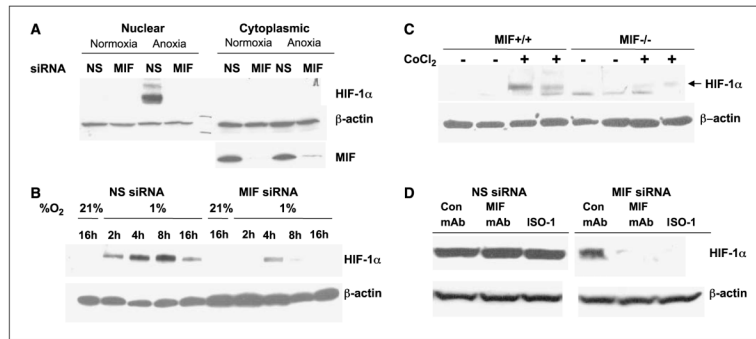 A
Nuclear Cytoplasmic
Normoxia Anoxia Normoxia Anoxia
siRNA NS MIF NS MIF NS MIF NS MIF
HIF-1α
β-actin
MIF
B
NS siRNA MIF siRNA
%O2 21% 1% 21% 1%
16h 2h 4h 8h 16h 16h 2h 4h 8h 16h
HIF-1α
β-actin
C
MIF+/+ MIF-/-
CoCl2 - - + + - - + +
HIF-1α
β-actin
D
NS siRNA MIF siRNA
Con MIF Con MIF
mAb mAb ISO-1 mAb mAb ISO-1
HIF-1α
β-actin